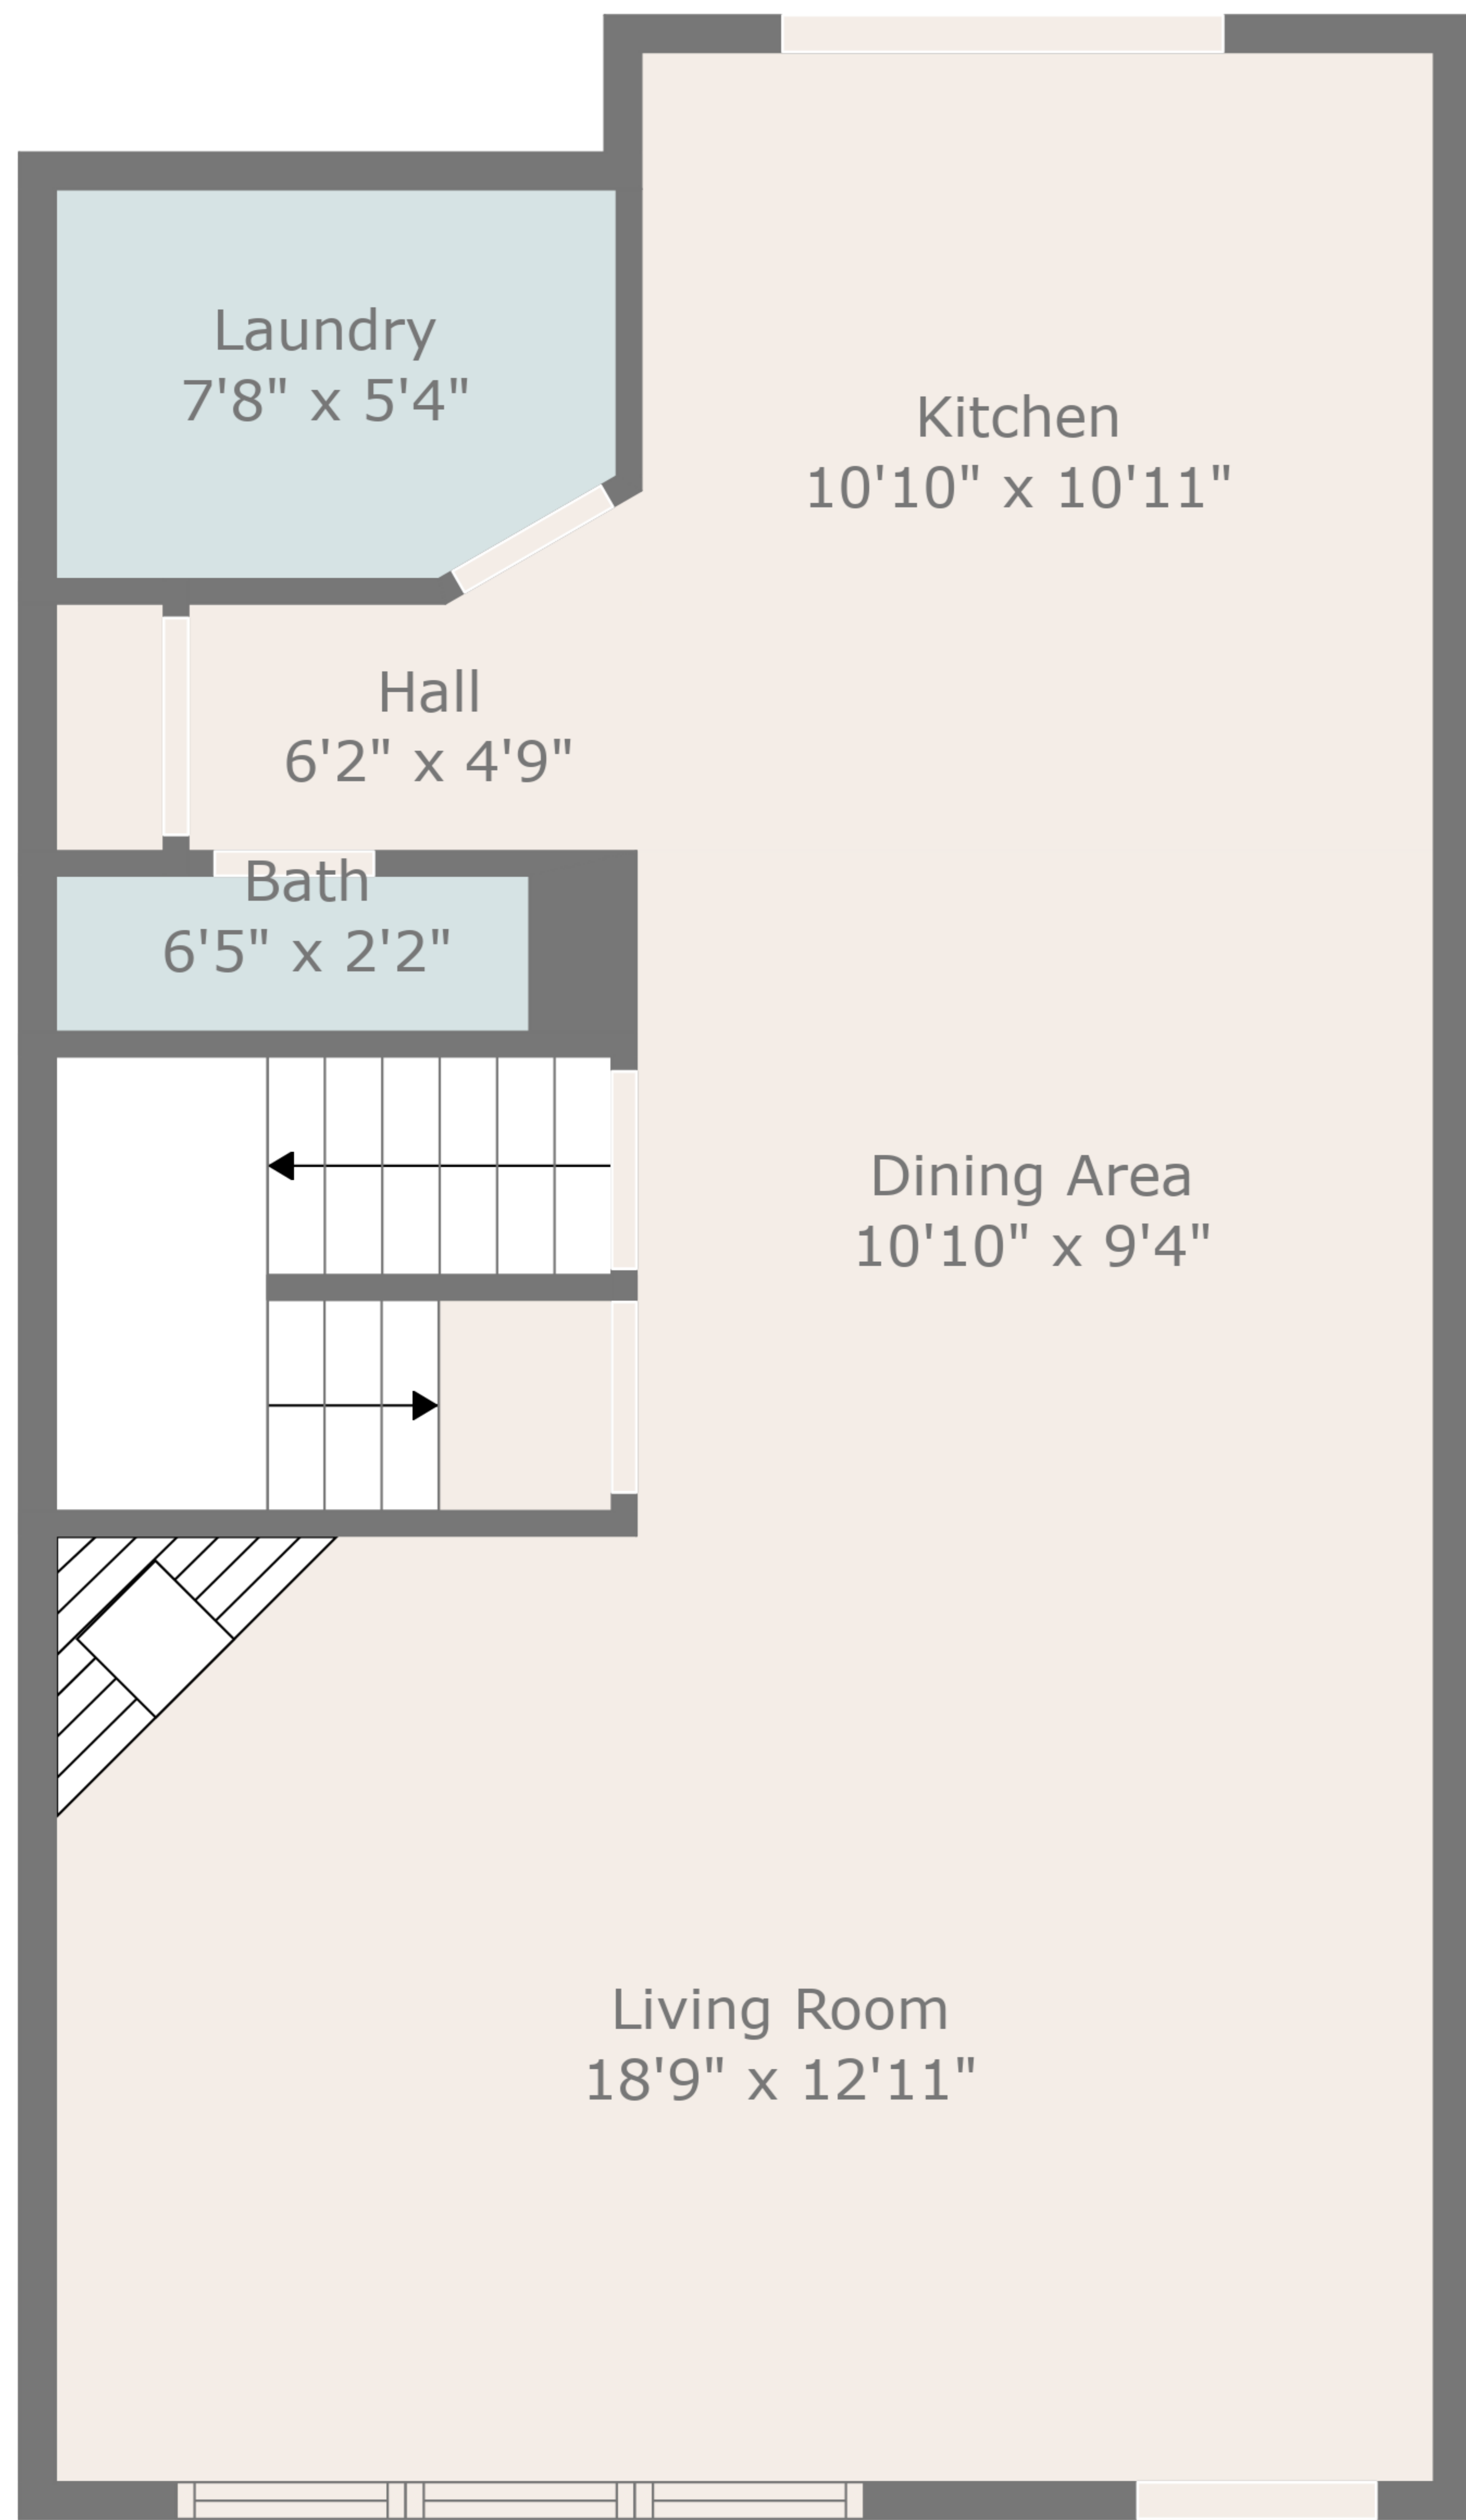 Laundry
7'8" x 5'4"
Kitchen
10'10" x 10'11"
Hall
6'2" x 4'9"
Bath
6'5" x 2'2"
Dining Area
10'10" x 9'4"
Living Room
18'9" x 12'11"